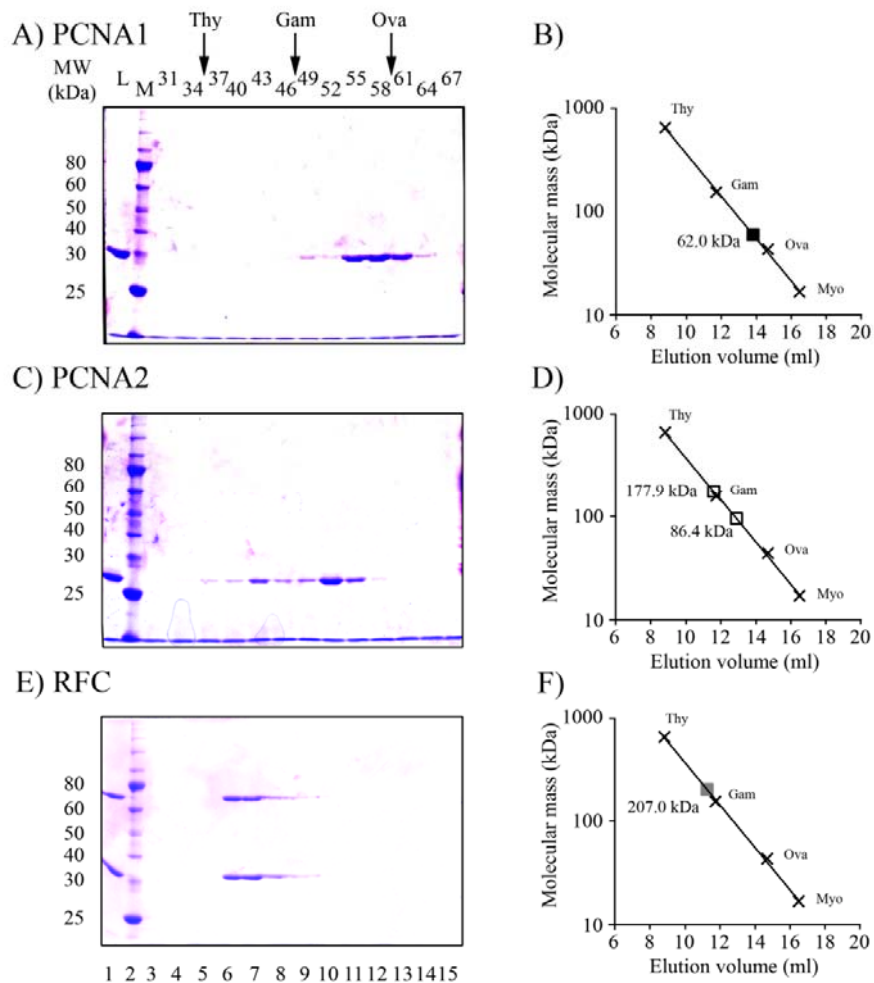 A) PCNA1
Thy Gam Ova
MW
(kDa)
L M 31 34 37 40 43 46 49 52 55 58 61 64 67
80
60
50
40
30
25
B)
Molecular mass (kDa)
1000
100
10
Thy
Gam
62.0 kDa
Ova
Myo
6 8 10 12 14 16 18 20
Elution volume (ml)
C) PCNA2
80
60
50
40
30
25
D)
Molecular mass (kDa)
1000
100
10
Thy
177.9 kDa
Gam
86.4 kDa
Ova
Myo
6 8 10 12 14 16 18 20
Elution volume (ml)
E) RFC
80
60
50
40
30
25
1 2 3 4 5 6 7 8 9 10 11 12 13 14 15
F)
Molecular mass (kDa)
1000
100
10
Thy
Gam
207.0 kDa
Ova
Myo
6 8 10 12 14 16 18 20
Elution volume (ml)